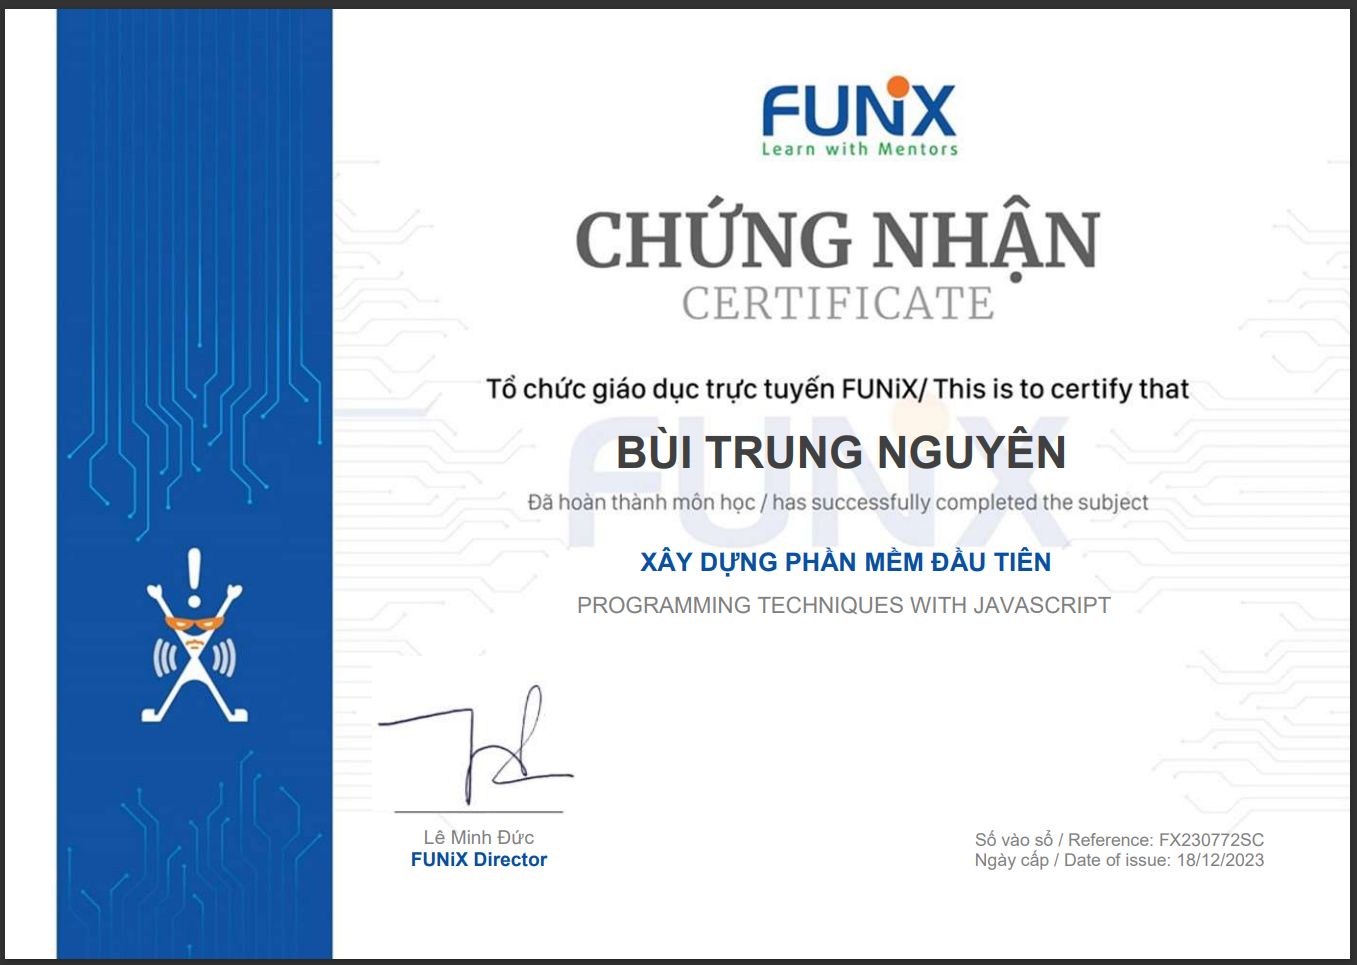 FUNiX
Learn with Mentors
CHỨNG NHẬN
CERTIFICATE
Tổ chức giáo dục trực tuyến FUNiX/ This is to certify that
BÙI TRUNG NGUYÊN
Đã hoàn thành môn học / has successfully completed the subject
XÂY DỰNG PHẦN MỀM ĐẦU TIÊN
PROGRAMMING TECHNIQUES WITH JAVASCRIPT
Lê Minh Đức
FUNiX Director
Số vào sổ / Reference: FX230772SC
Ngày cấp / Date of issue: 18/12/2023